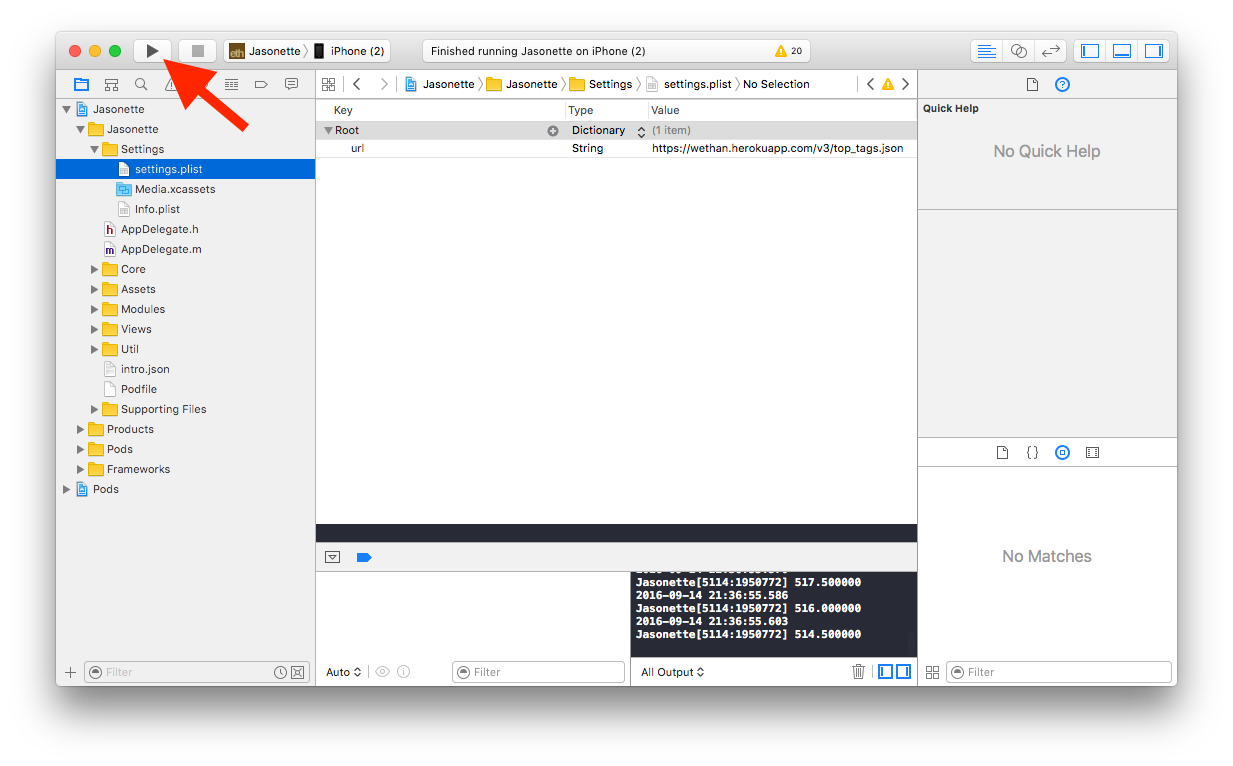 Jasonette iPhone (2)
Finished running Jasonette on iPhone (2)
20
Jasonette Jasonette Settings settings.plist No Selection
Jasonette
Jasonette
Settings
settings.plist
Media.xcassets
Info.plist
AppDelegate.h
AppDelegate.m
Core
Assets
Modules
Views
Util
intro.json
Podfile
Supporting Files
Products
Pods
Frameworks
Pods
Filter
Key Type Value
Root Dictionary (1 item)
url String https://wethan.herokuapp.com/v3/top_tags.json
Jasonette[5114:1950772] 517.500000
2016-09-14 21:36:55.586
Jasonette[5114:1950772] 516.000000
2016-09-14 21:36:55.603
Jasonette[5114:1950772] 514.500000
Auto Filter
All Output
Quick Help
No Quick Help
No Matches
Filter